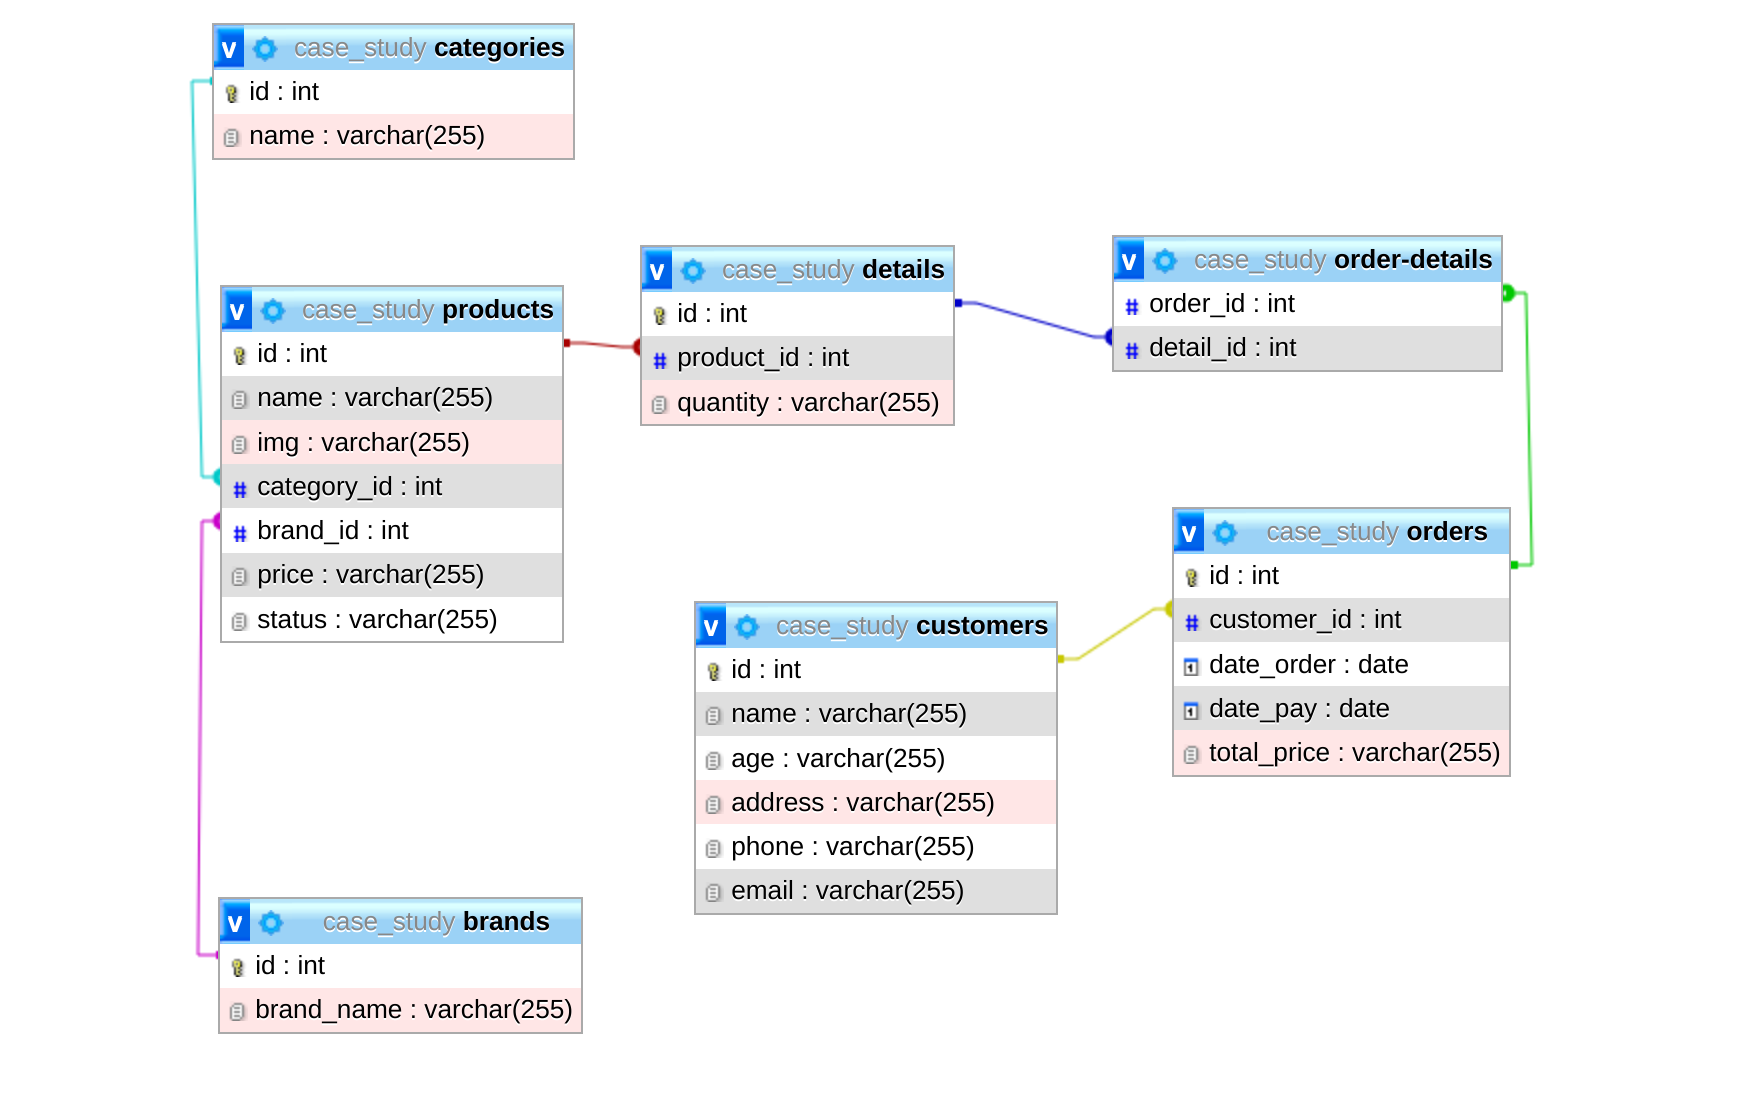 v case_study categories
id : int
name : varchar(255)
v case_study products
id : int
name : varchar(255)
img : varchar(255)
# category_id : int
# brand_id : int
price : varchar(255)
status : varchar(255)
v case_study details
id : int
# product_id : int
quantity : varchar(255)
v case_study order-details
# order_id : int
# detail_id : int
v case_study orders
id : int
# customer_id : int
1 date_order : date
1 date_pay : date
total_price : varchar(255)
v case_study customers
id : int
name : varchar(255)
age : varchar(255)
address : varchar(255)
phone : varchar(255)
email : varchar(255)
v case_study brands
id : int
brand_name : varchar(255)